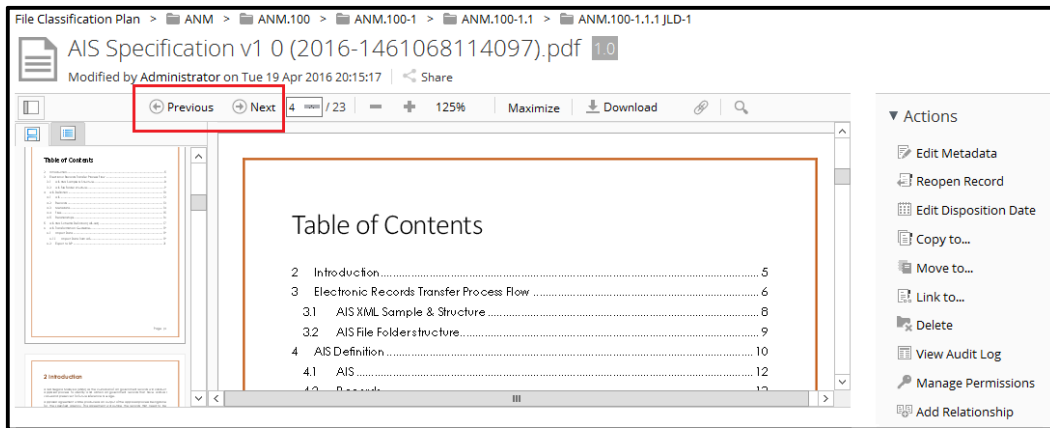 File Classification Plan > ANM > ANM.100 > ANM.100-1 > ANM.100-1.1 > ANM.100-1.1.1 JLD-1
AIS Specification v1 0 (2016-1461068114097).pdf 1.0
Modified by Administrator on Tue 19 Apr 2016 20:15:17 Share
Previous Next 4 / 23 125% Maximize Download
Actions
Edit Metadata
Reopen Record
Edit Disposition Date
Copy to...
Move to...
Link to...
Delete
View Audit Log
Manage Permissions
Add Relationship
Table of Contents
2 Introduction
Table of Contents
2 Introduction 5
3 Electronic Records Transfer Process Flow 6
3.1 AIS XML Sample & Structure 8
3.2 AIS File Folderstructure 9
4 AIS Definition 10
4.1 AIS 12